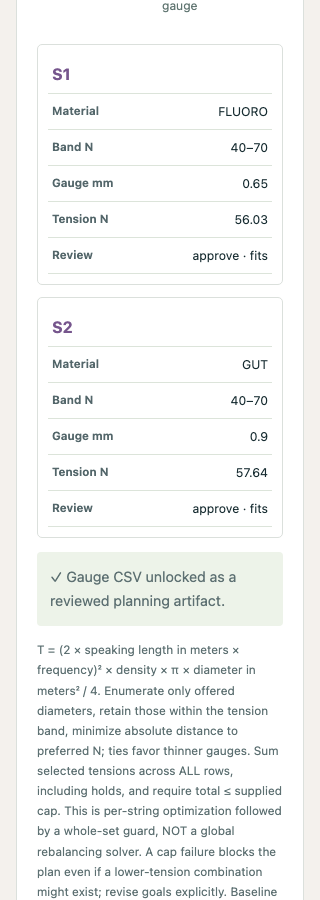 gauge
S1
Material FLUORO
Band N 40–70
Gauge mm 0.65
Tension N 56.03
Review approve · fits
S2
Material GUT
Band N 40–70
Gauge mm 0.9
Tension N 57.64
Review approve · fits
✓ Gauge CSV unlocked as a
reviewed planning artifact.
T = (2 × speaking length in meters ×
frequency)² × density × π × diameter in
meters² / 4. Enumerate only offered
diameters, retain those within the tension
band, minimize absolute distance to
preferred N; ties favor thinner gauges. Sum
selected tensions across ALL rows,
including holds, and require total ≤ supplied
cap. This is per-string optimization followed
by a whole-set guard, NOT a global
rebalancing solver. A cap failure blocks the
plan even if a lower-tension combination
might exist; revise goals explicitly. Baseline